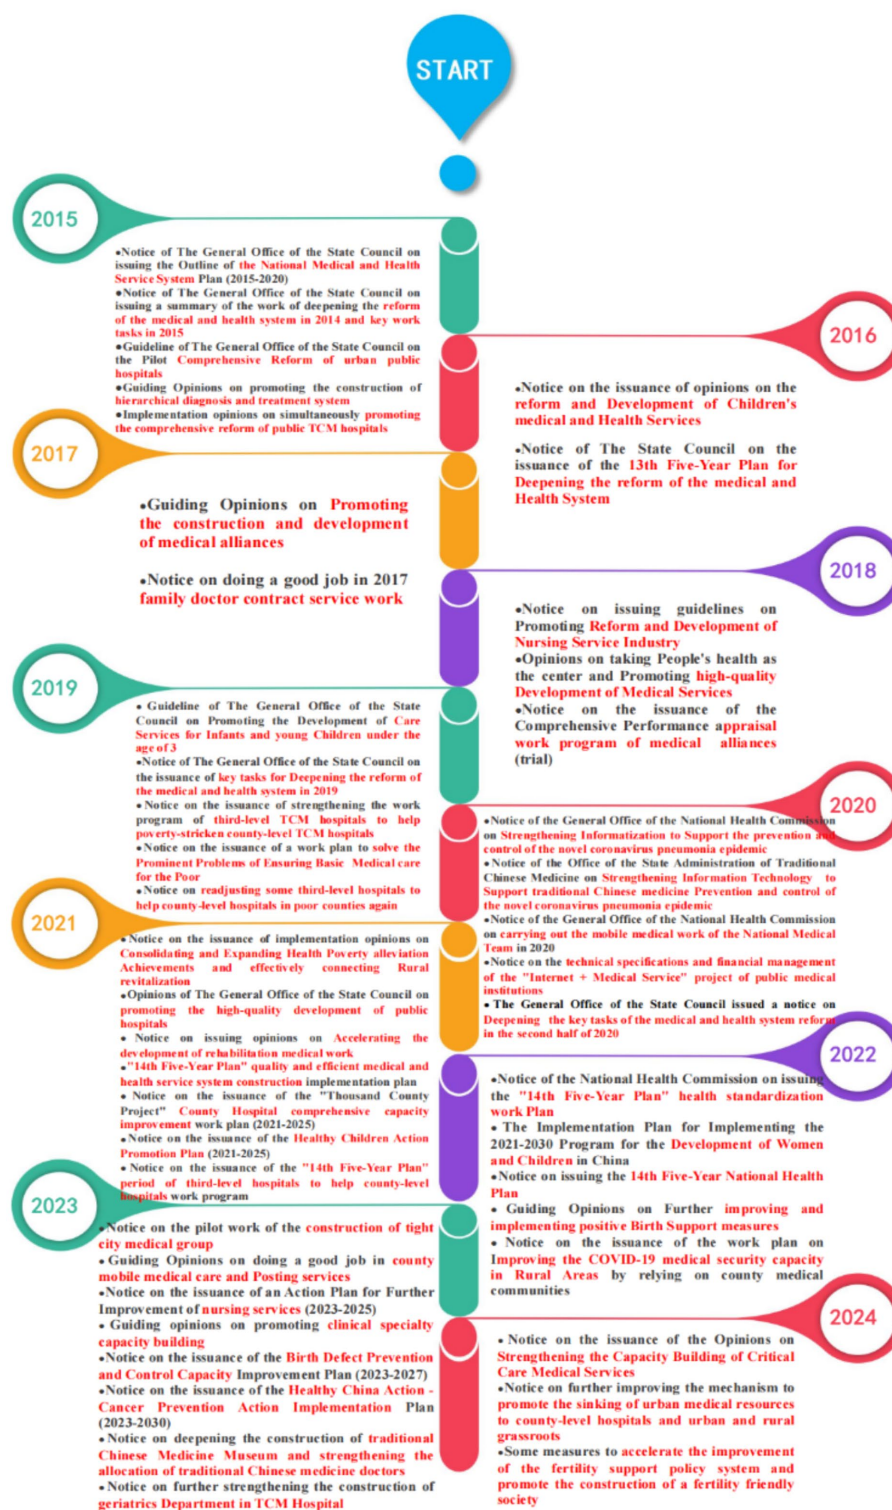 START
2015
●Notice of The General Office of the State Council on
issuing the Outline of the National Medical and Health
Service System Plan (2015-2020)
●Notice of The General Office of the State Council on
issuing a summary of the work of deepening the reform
of the medical and health system in 2014 and key work
tasks in 2015
●Guideline of The General Office of the State Council on
the Pilot Comprehensive Reform of urban public
hospitals
●Guiding Opinions on promoting the construction of
hierarchical diagnosis and treatment system
●Implementation opinions on simultaneously promoting
the comprehensive reform of public TCM hospitals
2016
●Notice on the issuance of opinions on the
reform and Development of Children's
medical and Health Services
●Notice of The State Council on the
issuance of the 13th Five-Year Plan for
Deepening the reform of the medical and
Health System
2017
●Guiding Opinions on Promoting
the construction and development
of medical alliances
●Notice on doing a good job in 2017
family doctor contract service work
2018
●Notice on issuing guidelines on
Promoting Reform and Development of
Nursing Service Industry
●Opinions on taking People's health as
the center and Promoting high-quality
Development of Medical Services
●Notice on the issuance of the
Comprehensive Performance appraisal
work program of medical alliances
(trial)
2019
● Guideline of The General Office of the State
Council on Promoting the Development of Care
Services for Infants and young Children under the
age of 3
●Notice of The General Office of the State Council on
the issuance of key tasks for Deepening the reform of
the medical and health system in 2019
● Notice on the issuance of strengthening the work
program of third-level TCM hospitals to help
poverty-stricken county-level TCM hospitals
● Notice on the issuance of a work plan to solve the
Prominent Problems of Ensuring Basic Medical care
for the Poor
● Notice on readjusting some third-level hospitals to
help county-level hospitals in poor counties again
2020
●Notice of the General Office of the National Health Commission
on Strengthening Informatization to Support the prevention and
control of the novel coronavirus pneumonia epidemic
● Notice of the Office of the State Administration of Traditional
Chinese Medicine on Strengthening Information Technology to
Support traditional Chinese medicine Prevention and control of
the novel coronavirus pneumonia epidemic
●Notice of the General Office of the National Health Commission
on carrying out the mobile medical work of the National Medical
Team in 2020
●Notice on the technical specifications and financial management
of the "Internet + Medical Service" project of public medical
institutions
● The General Office of the State Council issued a notice on
Deepening the key tasks of the medical and health system reform
in the second half of 2020
2021
● Notice on the issuance of implementation opinions on
Consolidating and Expanding Health Poverty alleviation
Achievements and effectively connecting Rural
revitalization
●Opinions of The General Office of the State Council on
promoting the high-quality development of public
hospitals
● Notice on issuing opinions on Accelerating the
development of rehabilitation medical work
●"14th Five-Year Plan" quality and efficient medical and
health service system construction implementation plan
● Notice on the issuance of the "Thousand County
Project" County Hospital comprehensive capacity
improvement work plan (2021-2025)
●Notice on the issuance of the Healthy Children Action
Promotion Plan (2021-2025)
● Notice on the issuance of the "14th Five-Year Plan"
period of third-level hospitals to help county-level
hospitals work program
2022
●Notice of the National Health Commission on issuing
the "14th Five-Year Plan" health standardization
work Plan
● The Implementation Plan for Implementing the
2021-2030 Program for the Development of Women
and Children in China
●Notice on issuing the 14th Five-Year National Health
Plan
● Guiding Opinions on Further improving and
implementing positive Birth Support measures
● Notice on the issuance of the work plan on
Improving the COVID-19 medical security capacity
in Rural Areas by relying on county medical
communities
2023
●Notice on the pilot work of the construction of tight
city medical group
● Guiding Opinions on doing a good job in county
mobile medical care and Posting services
●Notice on the issuance of an Action Plan for Further
Improvement of nursing services (2023-2025)
● Guiding opinions on promoting clinical specialty
capacity building
●Notice on the issuance of the Birth Defect Prevention
and Control Capacity Improvement Plan (2023-2027)
●Notice on the issuance of the Healthy China Action -
Cancer Prevention Action Implementation Plan
(2023-2030)
● Notice on deepening the construction of traditional
Chinese Medicine Museum and strengthening the
allocation of traditional Chinese medicine doctors
● Notice on further strengthening the construction of
geriatrics Department in TCM Hospital
2024
● Notice on the issuance of the Opinions on
Strengthening the Capacity Building of Critical
Care Medical Services
●Notice on further improving the mechanism to
promote the sinking of urban medical resources
to county-level hospitals and urban and rural
grassroots
●Some measures to accelerate the improvement
of the fertility support policy system and
promote the construction of a fertility friendly
society